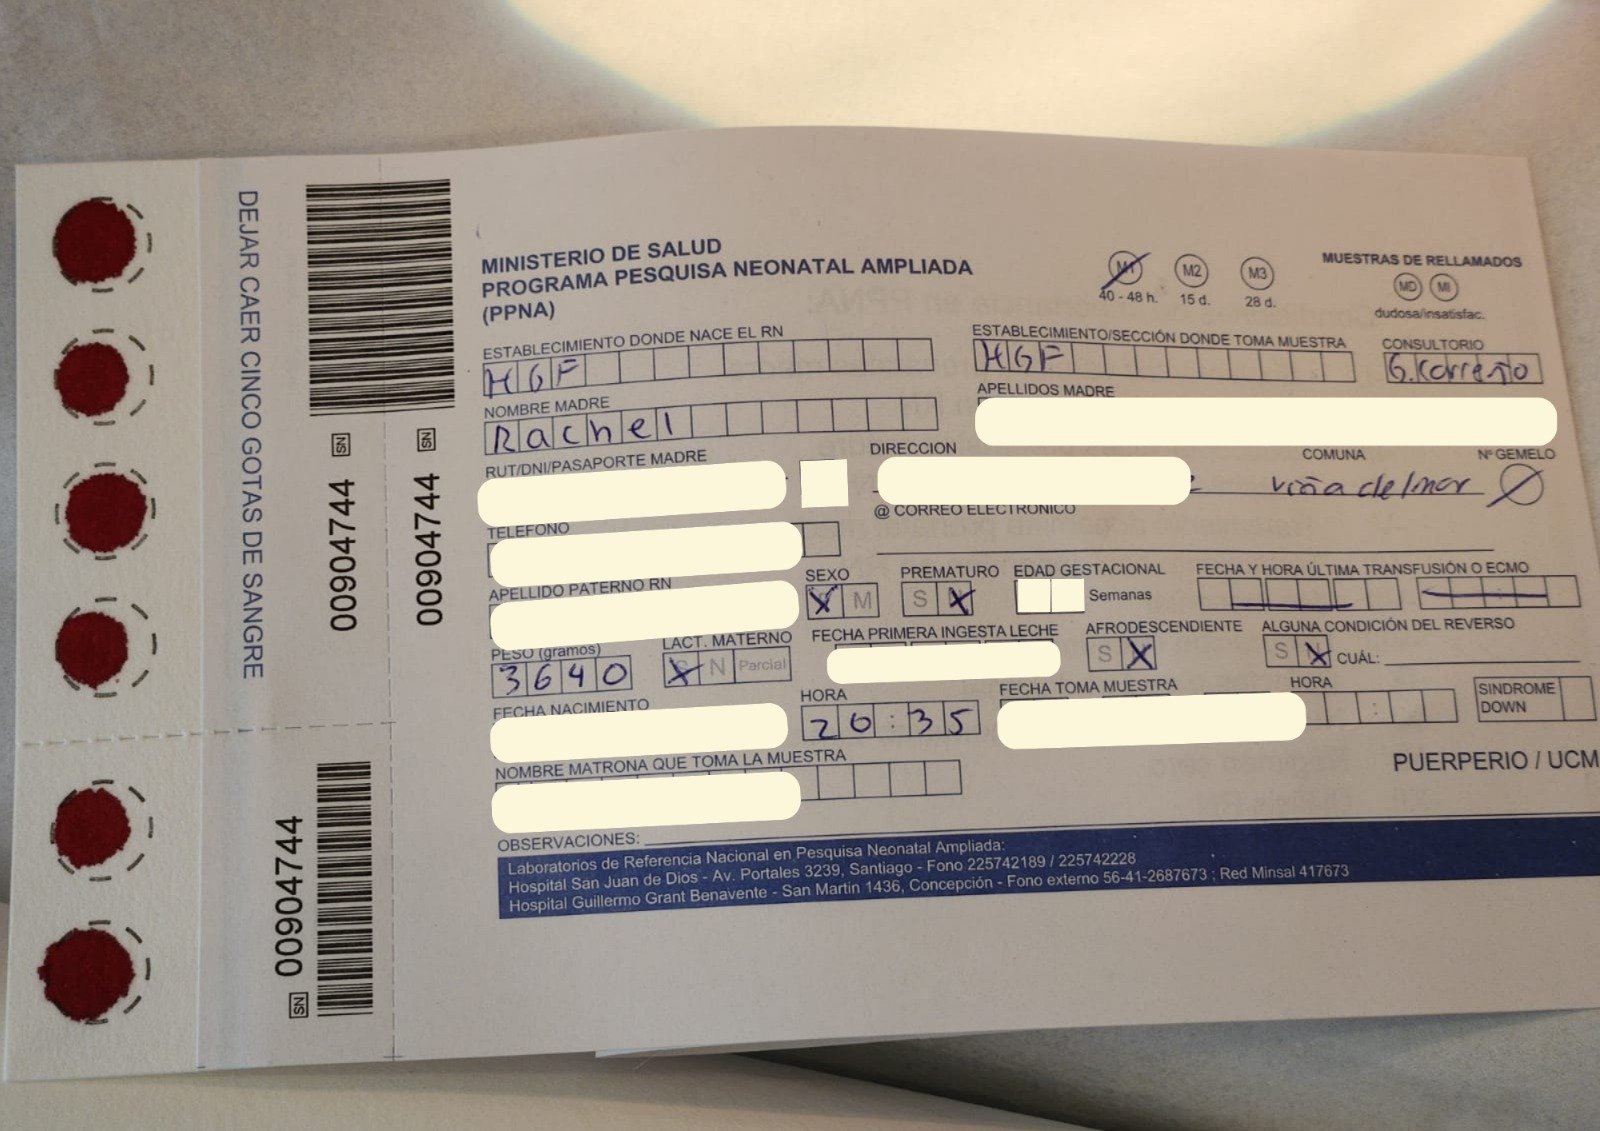 DEJAR CAER CINCO GOTAS DE SANGRE
SN 00904744
SN 00904744
SN 00904744
MINISTERIO DE SALUD
PROGRAMA PESQUISA NEONATAL AMPLIADA
(PPNA)
M1 M2 M3
40 - 48 h. 15 d. 28 d.
MUESTRAS DE RELLAMADOS
MD MI
dudosa/insatisfac.
ESTABLECIMIENTO DONDE NACE EL RN
HGF
ESTABLECIMIENTO/SECCIÓN DONDE TOMA MUESTRA
HGF
CONSULTORIO
G.
NOMBRE MADRE
Rachel
APELLIDOS MADRE
RUT/DNI/PASAPORTE MADRE
DIRECCION
COMUNA
viña del mar
Nº GEMELO
TELEFONO
@ CORREO ELECTRÓNICO
APELLIDO PATERNO RN
SEXO
X M
PREMATURO
S X
EDAD GESTACIONAL
Semanas
FECHA Y HORA ÚLTIMA TRANSFUSIÓN O ECMO
PESO (gramos)
3640
LACT. MATERNO
S N Parcial
FECHA PRIMERA INGESTA LECHE
AFRODESCENDIENTE
S X
ALGUNA CONDICIÓN DEL REVERSO
S N CUÁL:
FECHA NACIMIENTO
HORA
20:35
FECHA TOMA MUESTRA
HORA
:
SINDROME
DOWN
NOMBRE MATRONA QUE TOMA LA MUESTRA
PUERPERIO / UCM
OBSERVACIONES:
Laboratorios de Referencia Nacional en Pesquisa Neonatal Ampliada:
Hospital San Juan de Dios - Av. Portales 3239, Santiago - Fono 225742189 / 225742228
Hospital Guillermo Grant Benavente - San Martin 1436, Concepción - Fono externo 56-41-2687673 ; Red Minsal 417673